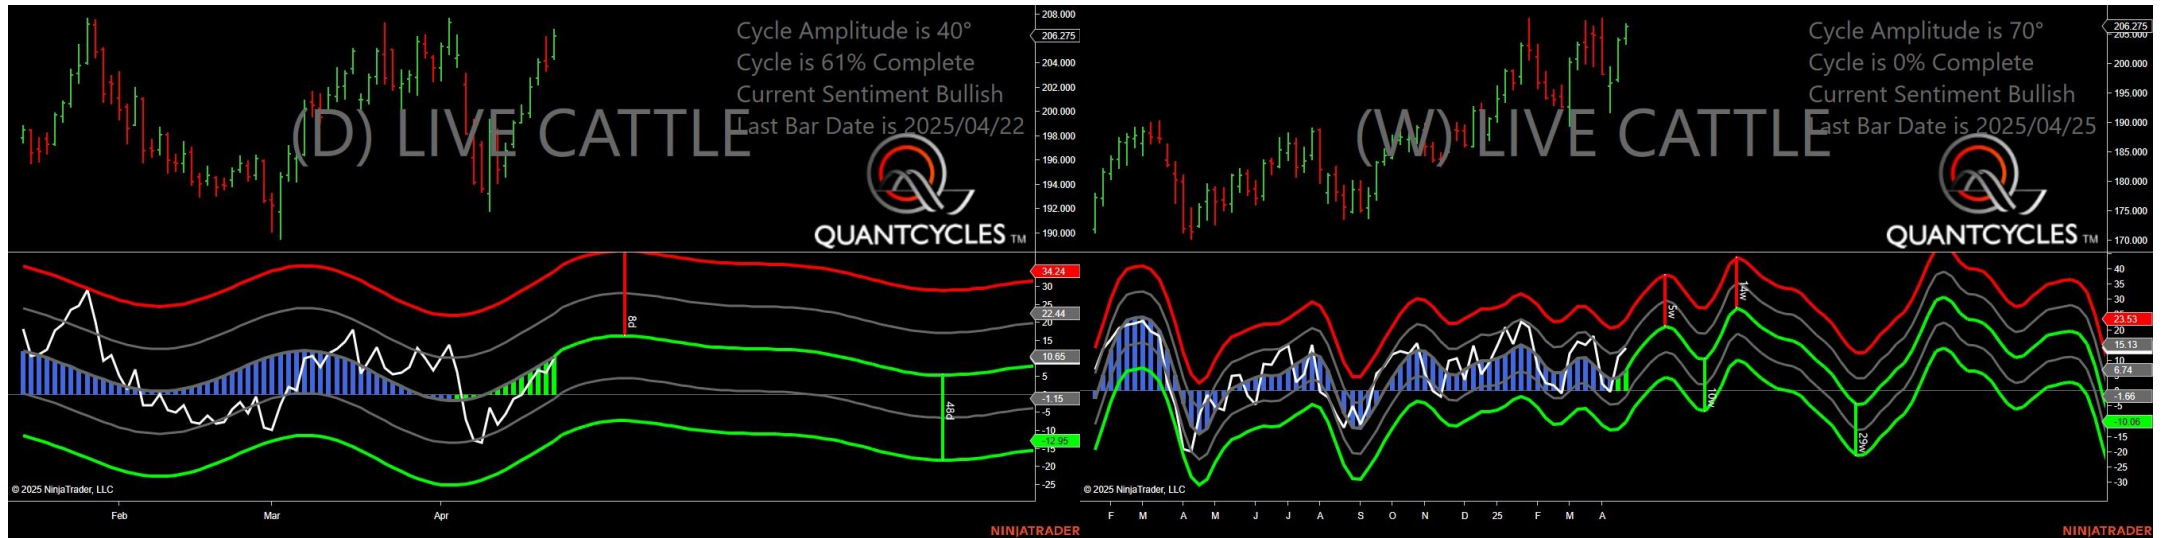 Cycle Amplitude is 40°
Cycle is 61% Complete
Current Sentiment Bullish
Last Bar Date is 2025/04/22
(D) LIVE CATTLE
QUANTCYCLES TM
208.000
206.275
204.000
202.000
200.000
198.000
196.000
194.000
192.000
190.000
34.24
30
25
22.44
20
15
10.65
5
-1.15
-5
-10
-12.95
-15
-20
-25
8d
48d
© 2025 NinjaTrader, LLC
Feb Mar Apr
NINJATRADER
Cycle Amplitude is 70°
Cycle is 0% Complete
Current Sentiment Bullish
Last Bar Date is 2025/04/25
(W) LIVE CATTLE
QUANTCYCLES TM
206.275
205.000
200.000
195.000
190.000
185.000
180.000
175.000
170.000
40
35
30
25
23.53
20
15.13
10
6.74
-1.66
-5
-10.06
-15
-20
-25
-30
5w
14w
10w
29w
© 2025 NinjaTrader, LLC
F M A M J J A S O N D 25 F M A
NINJATRADER